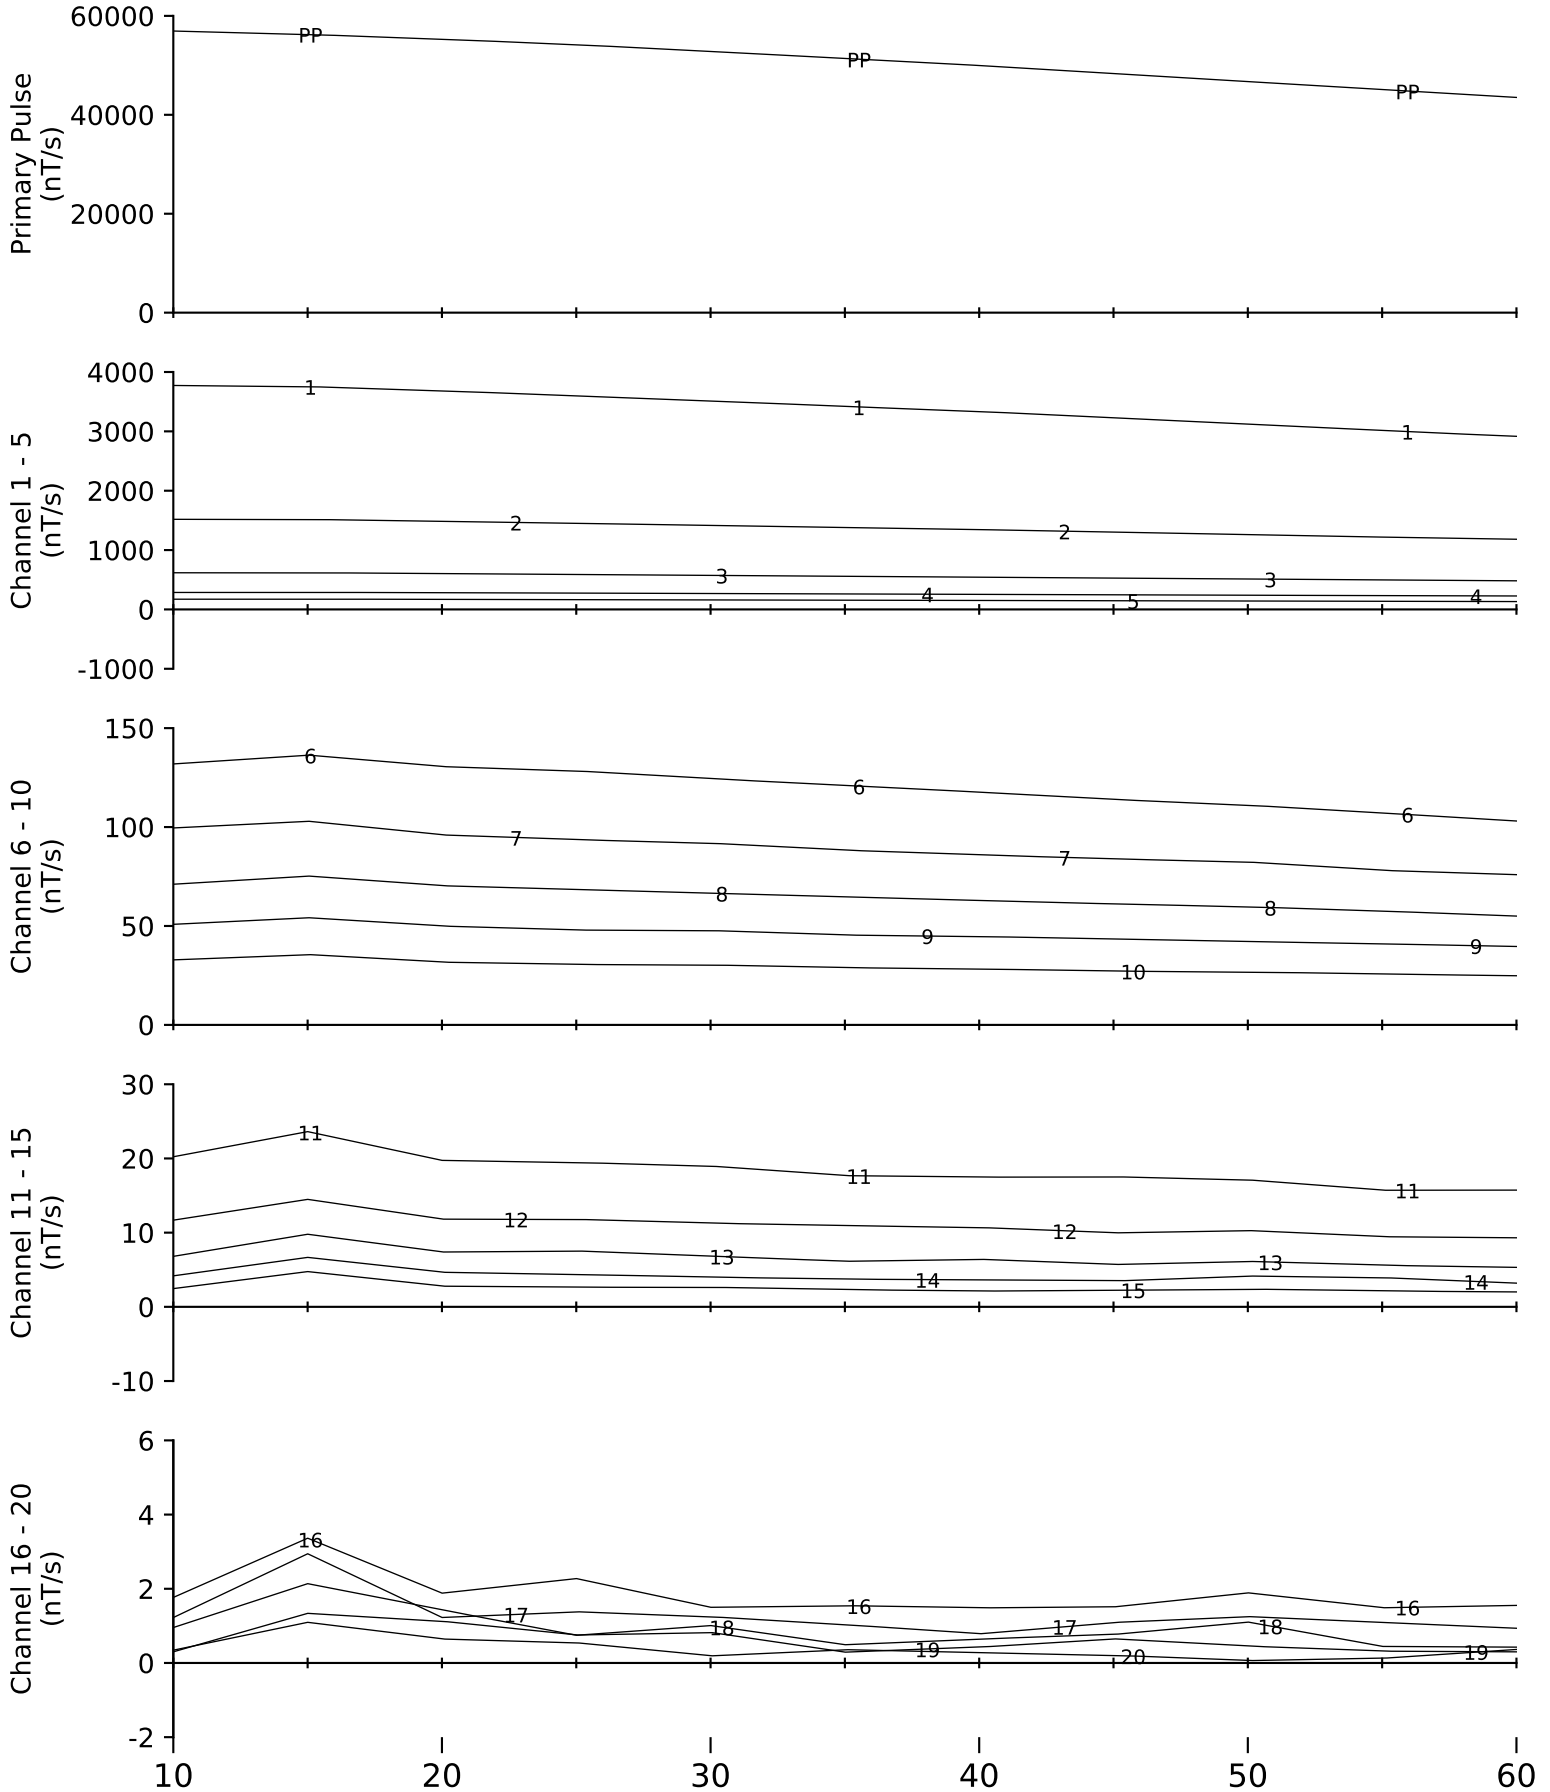 60000
40000
20000
0
Primary Pulse
(nT/s)
PP PP PP
4000
3000
2000
1000
0
-1000
Channel 1 - 5
(nT/s)
1 1 1
2 2
3 3
4 4
5
150
100
50
0
Channel 6 - 10
(nT/s)
6 6 6
7 7
8 8
9 9
10
30
20
10
0
-10
Channel 11 - 15
(nT/s)
11 11 11
12 12
13 13
14 14
15
6
4
2
0
-2
Channel 16 - 20
(nT/s)
16 16 16
17 17
18 18
19 19
20
10 20 30 40 50 60